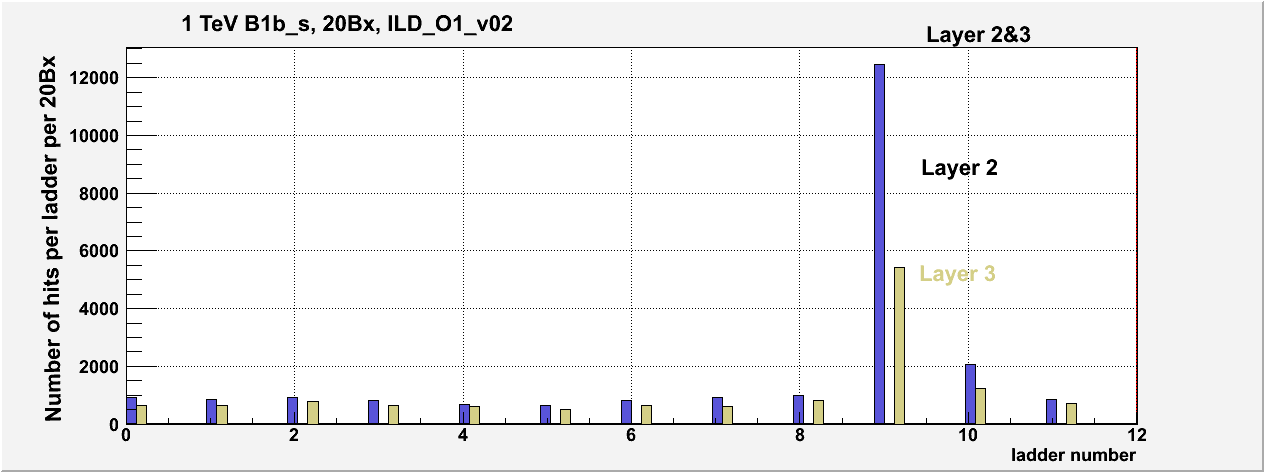 1 TeV B1b_s, 20Bx, ILD_O1_v02
Layer 2&3
Number of hits per ladder per 20Bx
12000
10000
Layer 2
8000
6000
Layer 3
4000
2000
0
0 2 4 6 8 10 12
ladder number